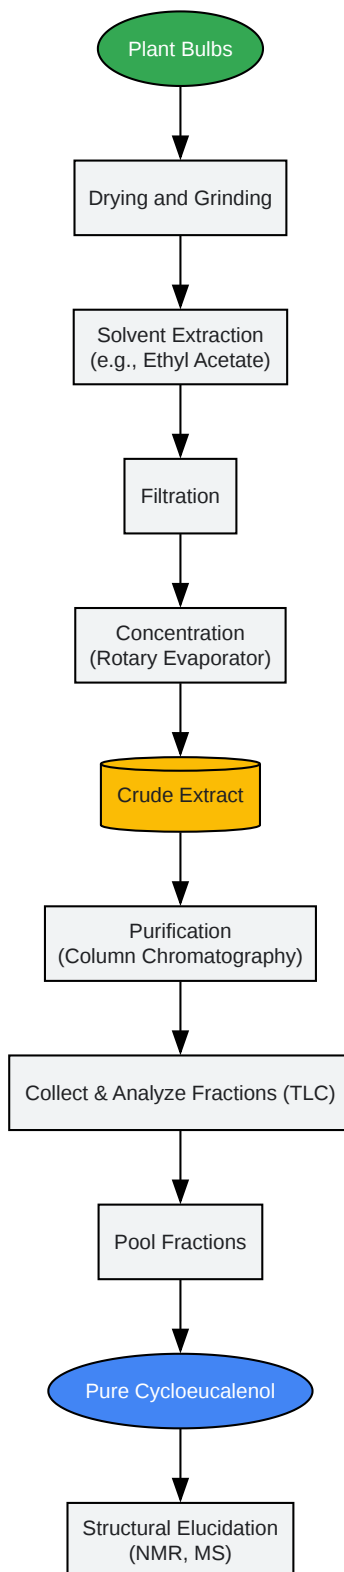 Plant Bulbs
Drying and Grinding
Solvent Extraction
(e.g., Ethyl Acetate)
Filtration
Concentration
(Rotary Evaporator)
Crude Extract
Purification
(Column Chromatography)
Collect & Analyze Fractions (TLC)
Pool Fractions
Pure Cycloeucalenol
Structural Elucidation
(NMR, MS)